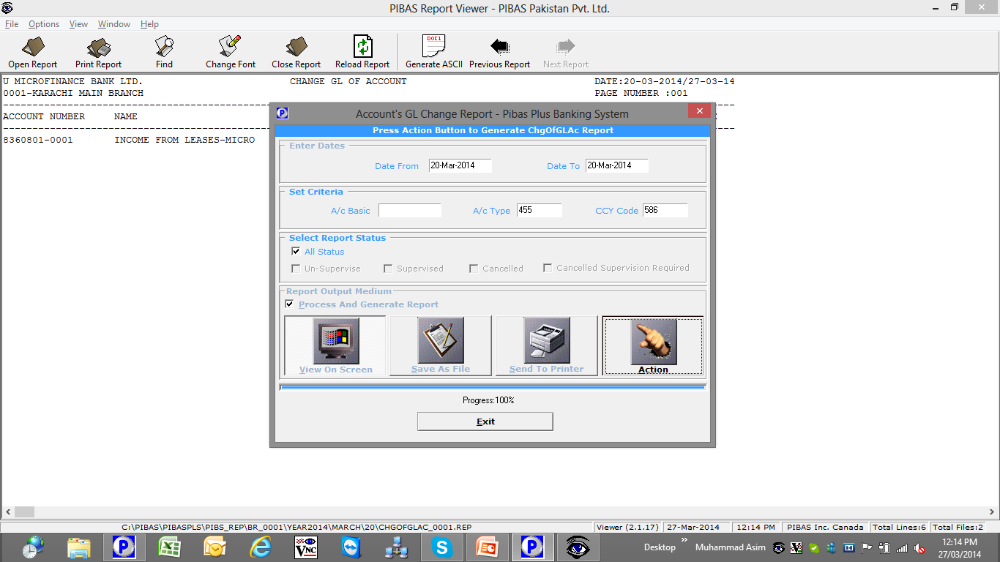 PIBAS Report Viewer - PIBAS Pakistan Pvt. Ltd.
File Options View Window Help
Open Report Print Report Find Change Font Close Report Reload Report Generate ASCII Previous Report Next Report
DOC1
U MICROFINANCE BANK LTD. CHANGE GL OF ACCOUNT DATE:20-03-2014/27-03-14
0001-KARACHI MAIN BRANCH PAGE NUMBER :001
ACCOUNT NUMBER NAME
8360801-0001 INCOME FROM LEASES-MICRO
Account's GL Change Report - Pibas Plus Banking System
Press Action Button to Generate ChgOfGLAc Report
Enter Dates
Date From 20-Mar-2014 Date To 20-Mar-2014
Set Criteria
A/c Basic A/c Type 455 CCY Code 586
Select Report Status
All Status
Un-Supervise Supervised Cancelled Cancelled Supervision Required
Report Output Medium
Process And Generate Report
View On Screen Save As File Send To Printer Action
Progress:100%
Exit
C:\PIBAS\PIBASPLS\PIBS_REP\BR_0001\YEAR2014\MARCH\20\CHGOFGLAC_0001.REP Viewer (2.1.17) 27-Mar-2014 12:14 PM PIBAS Inc. Canada Total Lines:6 Total Files:2
Desktop » Muhammad Asim 12:14 PM
27/03/2014